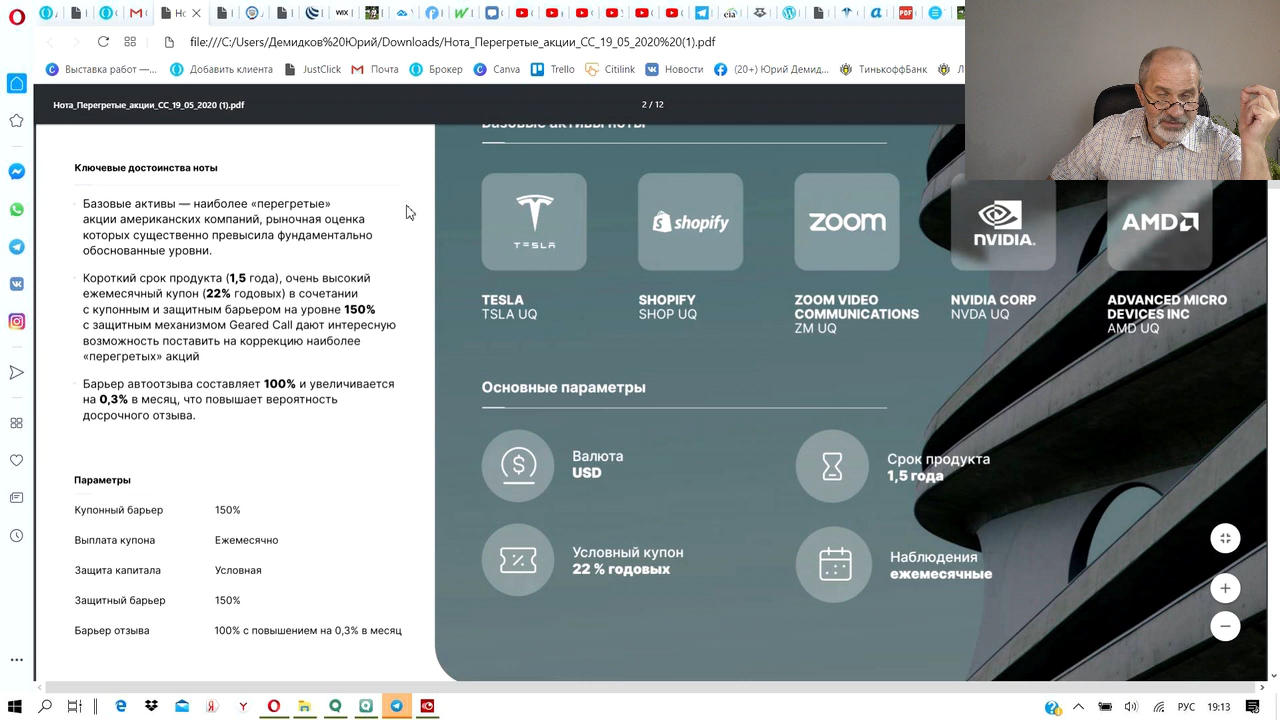 WIX
eia
a
PDF
file:///C:/Users/Демидков%20Юрий/Downloads/Нота_Перегретые_акции_СС_19_05_2020%20(1).pdf
Выставка работ —...
Добавить клиента
JustClick
Почта
Брокер
Canva
Trello
Citilink
Новости
(20+) Юрий Демид...
ТинькоффБанк
Нота_Перегретые_акции_СС_19_05_2020 (1).pdf
2 / 12
Ключевые достоинства ноты
Базовые активы — наиболее «перегретые»
акции американских компаний, рыночная оценка
которых существенно превысила фундаментально
обоснованные уровни.
Короткий срок продукта (1,5 года), очень высокий
ежемесячный купон (22% годовых) в сочетании
с купонным и защитным барьером на уровне 150%
с защитным механизмом Geared Call дают интересную
возможность поставить на коррекцию наиболее
«перегретых» акций
Барьер автоотзыва составляет 100% и увеличивается
на 0,3% в месяц, что повышает вероятность
досрочного отзыва.
Параметры
Купонный барьер 150%
Выплата купона Ежемесячно
Защита капитала Условная
Защитный барьер 150%
Барьер отзыва 100% с повышением на 0,3% в месяц
Базовые активы ноты
TESLA
shopify
ZOOM
NVIDIA.
AMD
TESLA
TSLA UQ
SHOPIFY
SHOP UQ
ZOOM VIDEO
COMMUNICATIONS
ZM UQ
NVIDIA CORP
NVDA UQ
ADVANCED MICRO
DEVICES INC
AMD UQ
Основные параметры
Валюта
USD
Срок продукта
1,5 года
Условный купон
22 % годовых
Наблюдения
ежемесячные
РУС
19:13